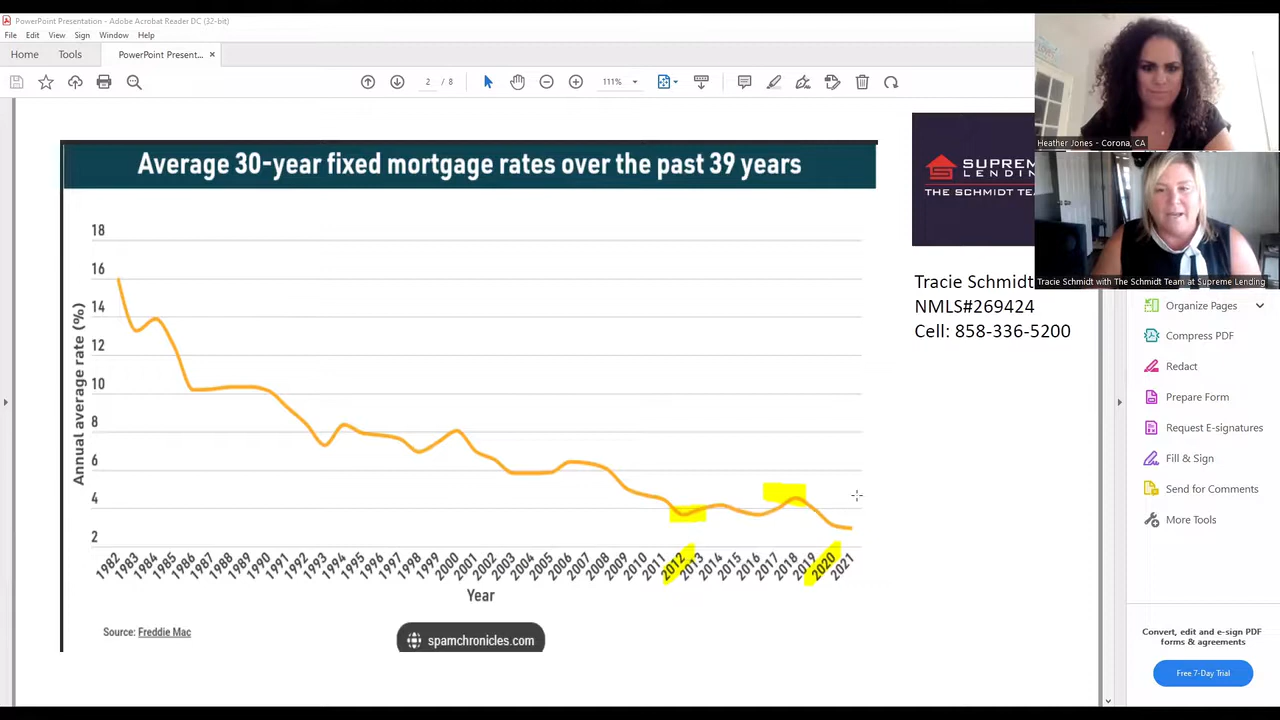 PowerPoint Presentation - Adobe Acrobat Reader DC (32-bit)
File Edit View Sign Window Help
Home Tools PowerPoint Present... ×
2 / 8 111%
Average 30-year fixed mortgage rates over the past 39 years
Annual average rate (%)
18
16
14
12
10
8
6
4
2
1982 1983 1984 1985 1986 1987 1988 1989 1990 1991 1992 1993 1994 1995 1996 1997 1998 1999 2000 2001 2002 2003 2004 2005 2006 2007 2008 2009 2010 2011 2012 2013 2014 2015 2016 2017 2018 2019 2020 2021
Year
Source: Freddie Mac
spamchronicles.com
SUPREM
LENDIN
THE SCHMIDT TEA
Tracie Schmidt
NMLS#269424
Cell: 858-336-5200
Heather Jones - Corona, CA
Tracie Schmidt with The Schmidt Team at Supreme Lending
Organize Pages
Compress PDF
Redact
Prepare Form
Request E-signatures
Fill & Sign
Send for Comments
More Tools
Convert, edit and e-sign PDF
forms & agreements
Free 7-Day Trial